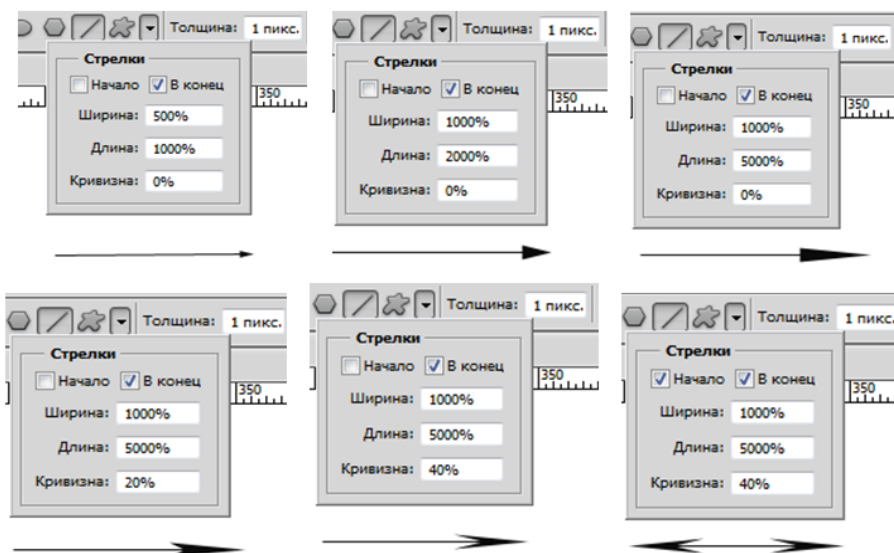 Толщина: 1 пикс.
Стрелки
Начало В конец
350
Ширина: 500%
Длина: 1000%
Кривизна: 0%
Толщина: 1 пикс.
Стрелки
Начало В конец
350
Ширина: 1000%
Длина: 2000%
Кривизна: 0%
Толщина: 1 пикс.
Стрелки
Начало В конец
350
Ширина: 1000%
Длина: 5000%
Кривизна: 0%
Толщина: 1 пикс.
Стрелки
Начало В конец
350
Ширина: 1000%
Длина: 5000%
Кривизна: 20%
Толщина: 1 пикс.
Стрелки
Начало В конец
350
Ширина: 1000%
Длина: 5000%
Кривизна: 40%
Толщина: 1 пикс.
Стрелки
Начало В конец
350
Ширина: 1000%
Длина: 5000%
Кривизна: 40%